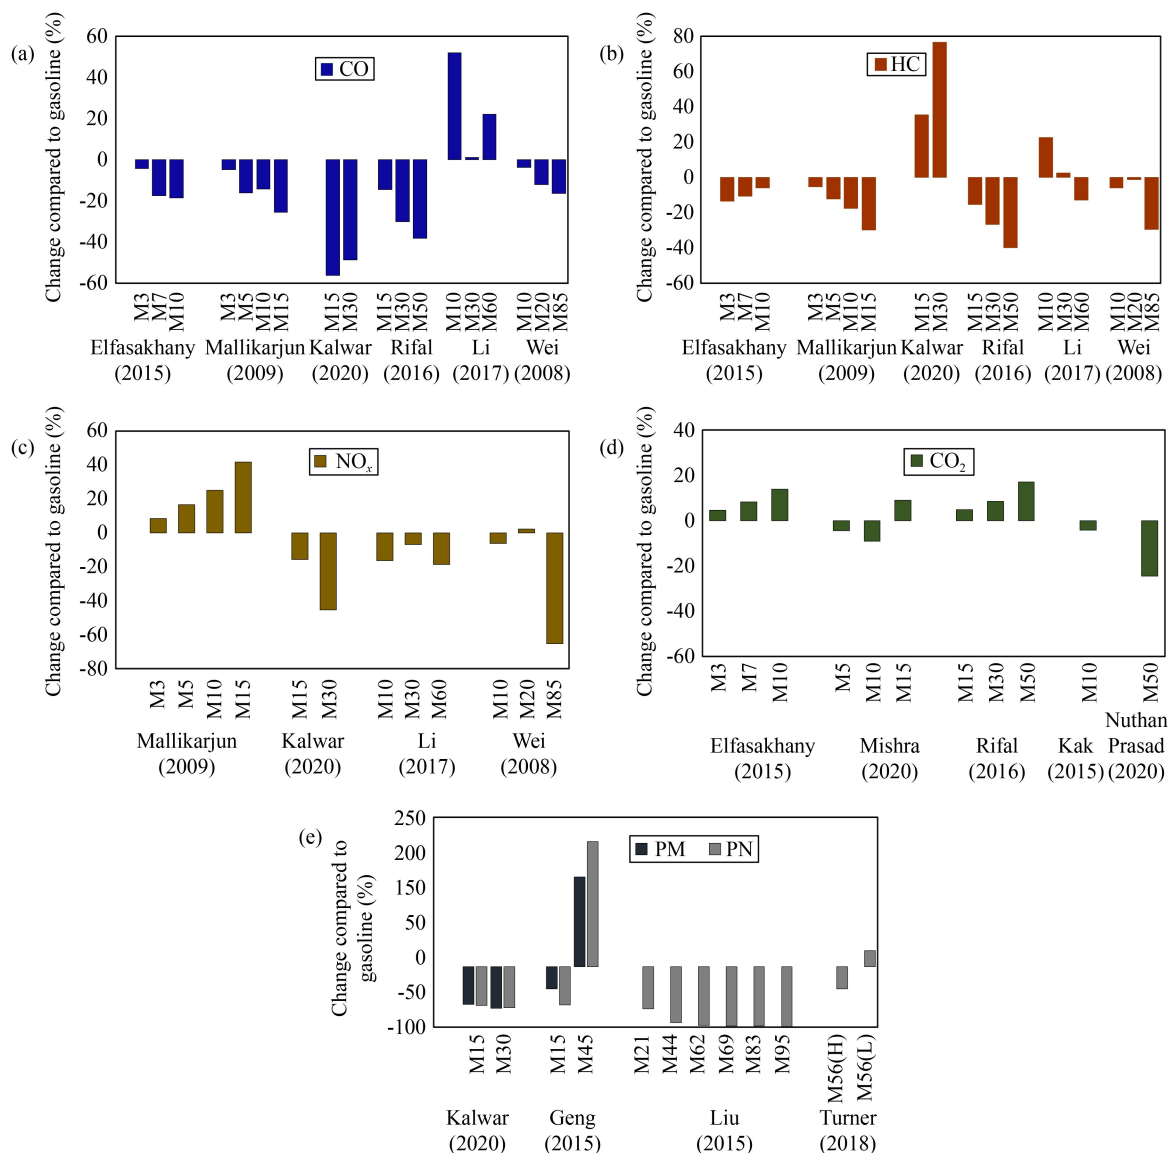 (a)
Change compared to gasoline (%)
60
40
20
0
-20
-40
-60
CO
M3
M7
M10
M3
M5
M10
M15
M15
M30
M15
M30
M50
M10
M30
M60
M10
M20
M85
Elfasakhany
(2015)
Mallikarjun
(2009)
Kalwar
(2020)
Rifal
(2016)
Li
(2017)
Wei
(2008)
(b)
Change compared to gasoline (%)
80
60
40
20
0
-20
-40
-60
HC
M3
M7
M10
M3
M5
M10
M15
M15
M30
M15
M30
M50
M10
M30
M60
M10
M20
M85
Elfasakhany
(2015)
Mallikarjun
(2009)
Kalwar
(2020)
Rifal
(2016)
Li
(2017)
Wei
(2008)
(c)
Change compared to gasoline (%)
60
40
20
0
-20
-40
-60
-80
NOx
M3
M5
M10
M15
M15
M30
M10
M30
M60
M10
M20
M85
Mallikarjun
(2009)
Kalwar
(2020)
Li
(2017)
Wei
(2008)
(d)
Change compared to gasoline (%)
40
20
0
-20
-40
-60
CO₂
M3
M7
M10
M5
M10
M15
M15
M30
M50
M10
M50
Elfasakhany
(2015)
Mishra
(2020)
Rifal
(2016)
Kak
(2015)
Nuthan
Prasad
(2020)
(e)
Change compared to
gasoline (%)
250
200
150
50
0
-50
-100
PM
PN
M15
M30
M15
M45
M21
M44
M62
M69
M83
M95
M56(H)
M56(L)
Kalwar
(2020)
Geng
(2015)
Liu
(2015)
Turner
(2018)